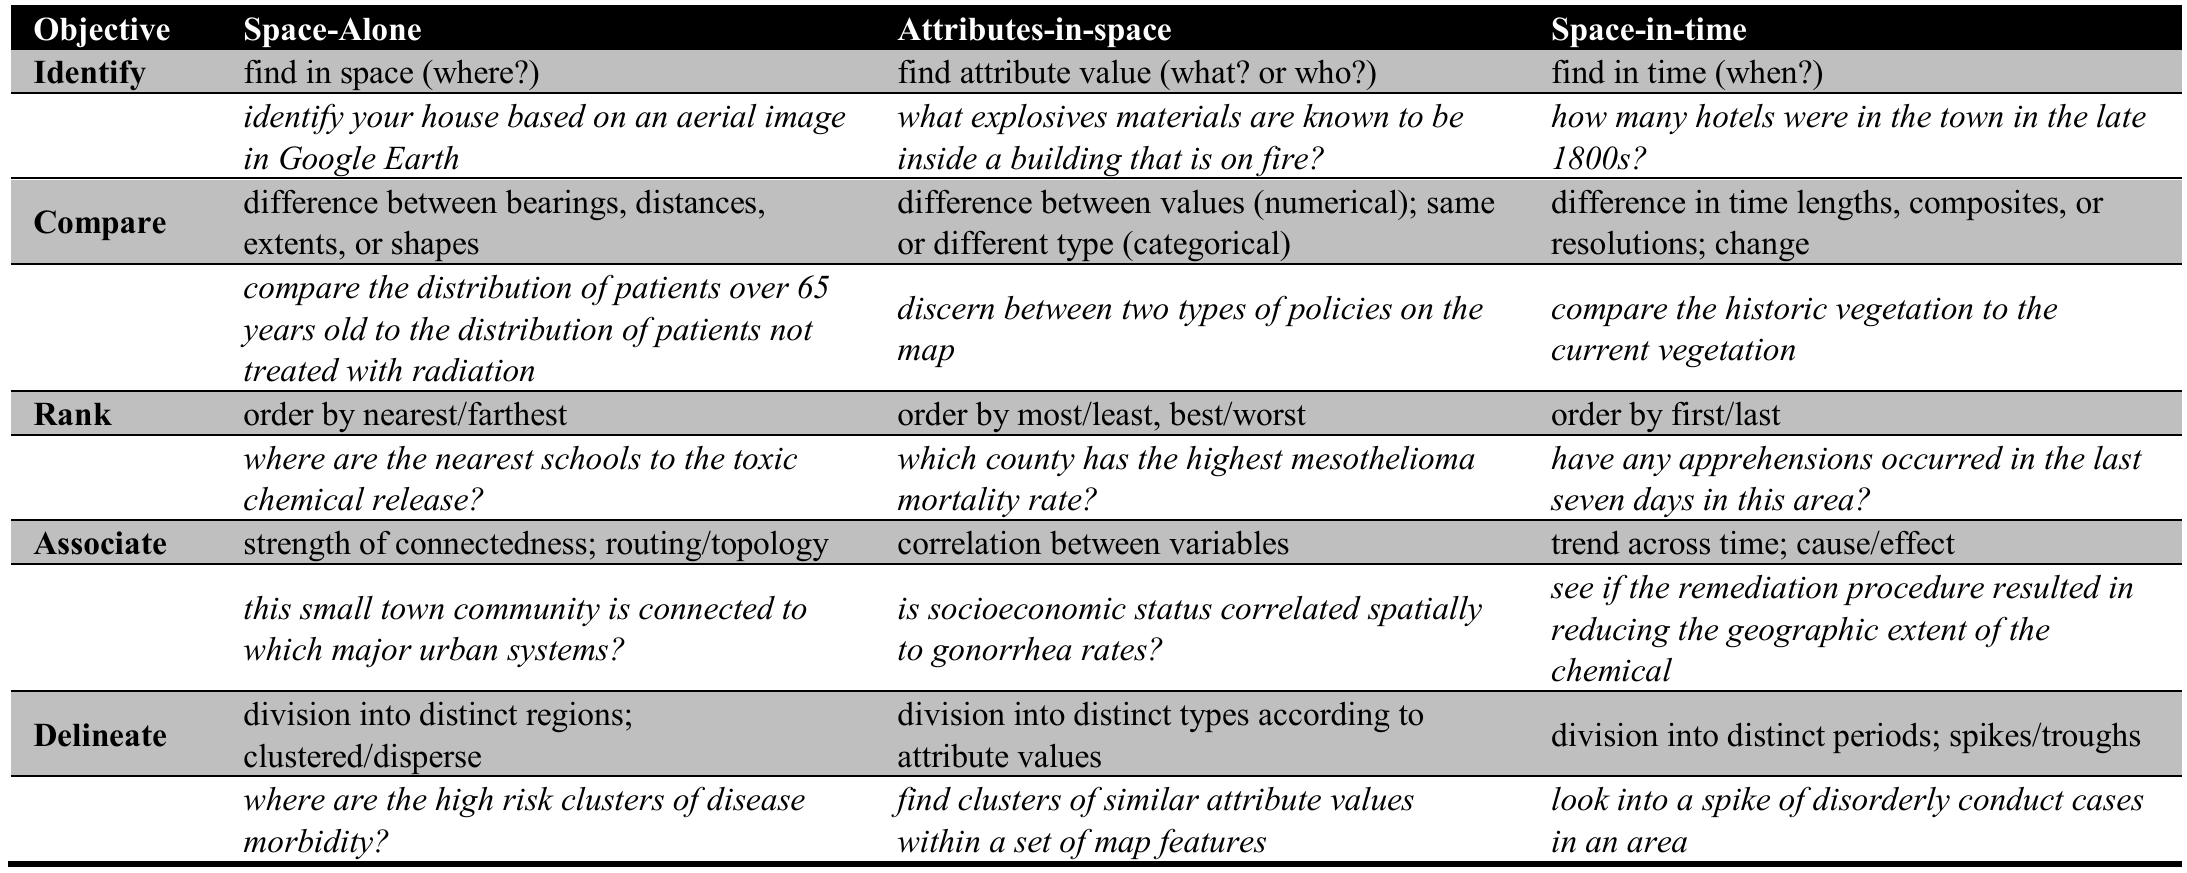 Objective Space-Alone Attributes-in-space Space-in-time
Identify find in space (where?) find attribute value (what? or who?) find in time (when?)
identify your house based on an aerial image what explosives materials are known to be how many hotels were in the town in the late
in Google Earth inside a building that is on fire? 1800s?
Compare
difference between bearings, distances, difference between values (numerical); same difference in time lengths, composites, or
extents, or shapes or different type (categorical) resolutions; change
compare the distribution of patients over 65
years old to the distribution of patients not
treated with radiation
discern between two types of policies on the
map
compare the historic vegetation to the
current vegetation
Rank order by nearest/farthest order by most/least, best/worst order by first/last
where are the nearest schools to the toxic which county has the highest mesothelioma have any apprehensions occurred in the last
chemical release? mortality rate? seven days in this area?
Associate strength of connectedness; routing/topology correlation between variables trend across time; cause/effect
this small town community is connected to
which major urban systems?
is socioeconomic status correlated spatially
to gonorrhea rates?
see if the remediation procedure resulted in
reducing the geographic extent of the
chemical
Delineate
division into distinct regions;
clustered/disperse
division into distinct types according to
attribute values
division into distinct periods; spikes/troughs
where are the high risk clusters of disease find clusters of similar attribute values look into a spike of disorderly conduct cases
morbidity? within a set of map features in an area